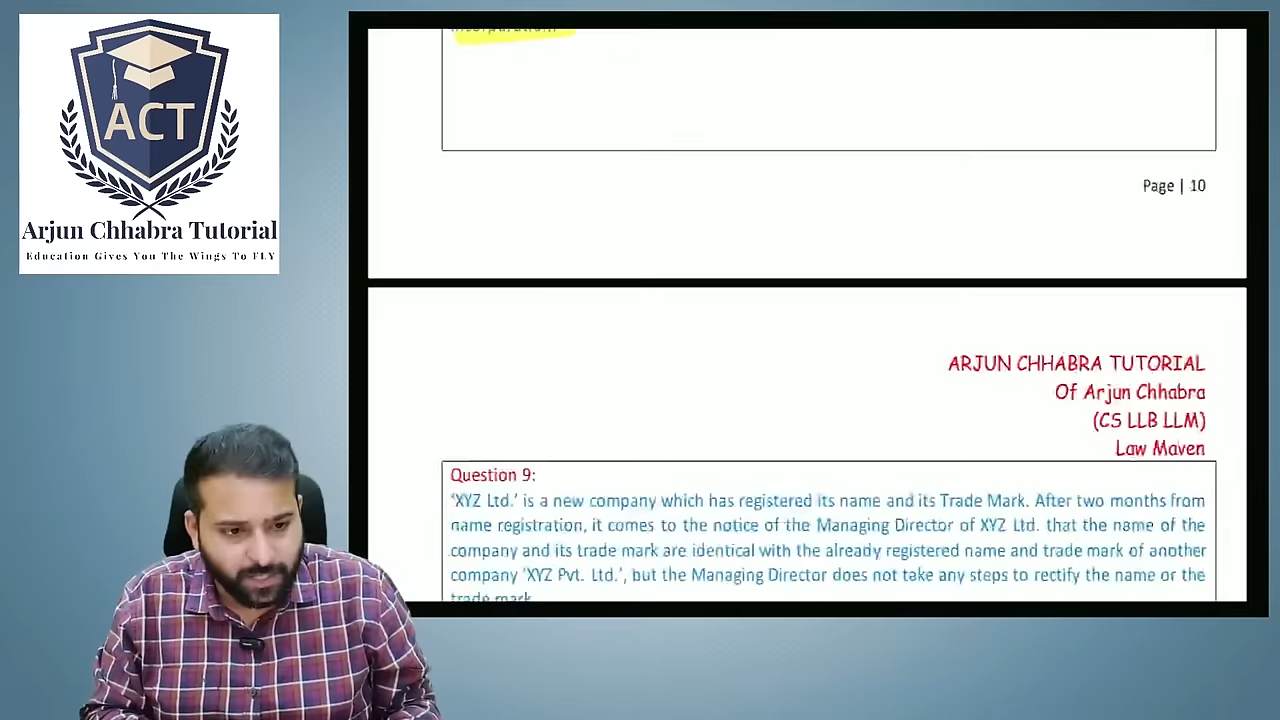 ACT
Arjun Chhabra Tutorial
Education Gives You The Wings To FLY
Page | 10
ARJUN CHHABRA TUTORIAL
Of Arjun Chhabra
(CS LLB LLM)
Law Maven
Question 9:
'XYZ Ltd.' is a new company which has registered its name and its Trade Mark. After two months from
name registration, it comes to the notice of the Managing Director of XYZ Ltd. that the name of the
company and its trade mark are identical with the already registered name and trade mark of another
company 'XYZ Pvt. Ltd.', but the Managing Director does not take any steps to rectify the name or the
trade mark